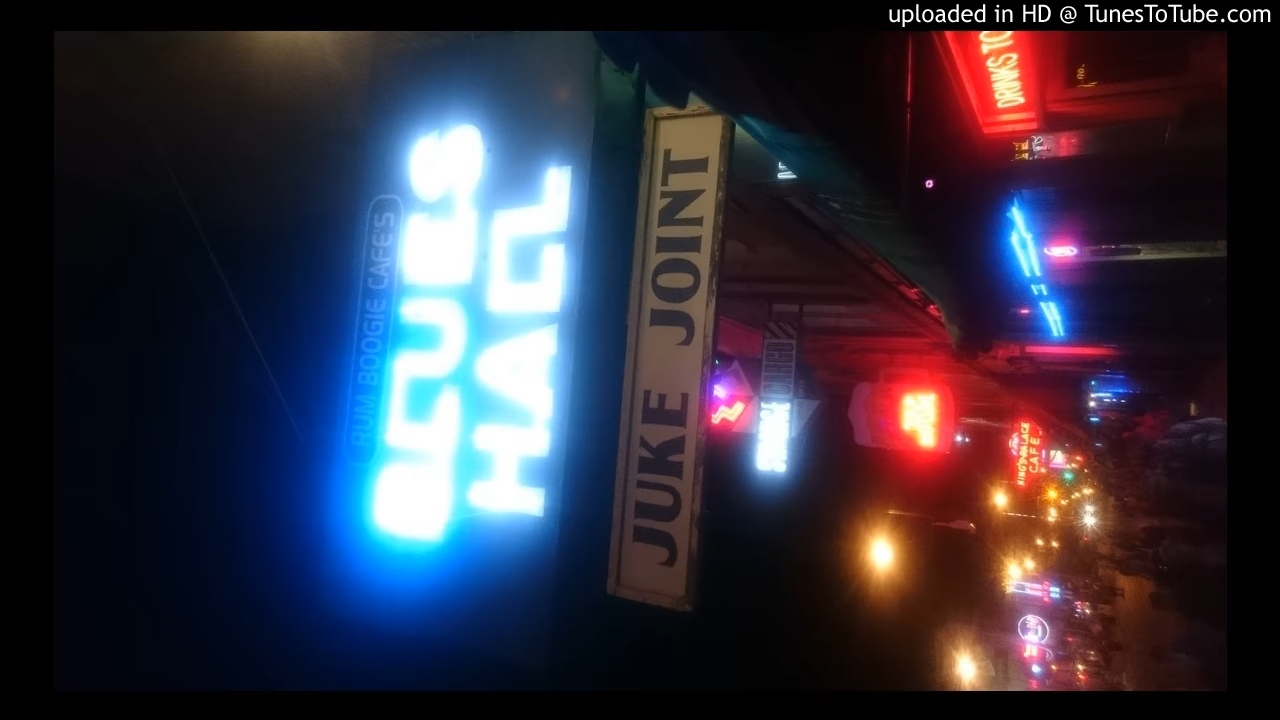 uploaded in HD @ TunesToTube.com
RUM BOOGIE CAFE'S
BLUES
HALL
JUKE JOINT
DRINKS TO
KING'S PALACE
CAFE